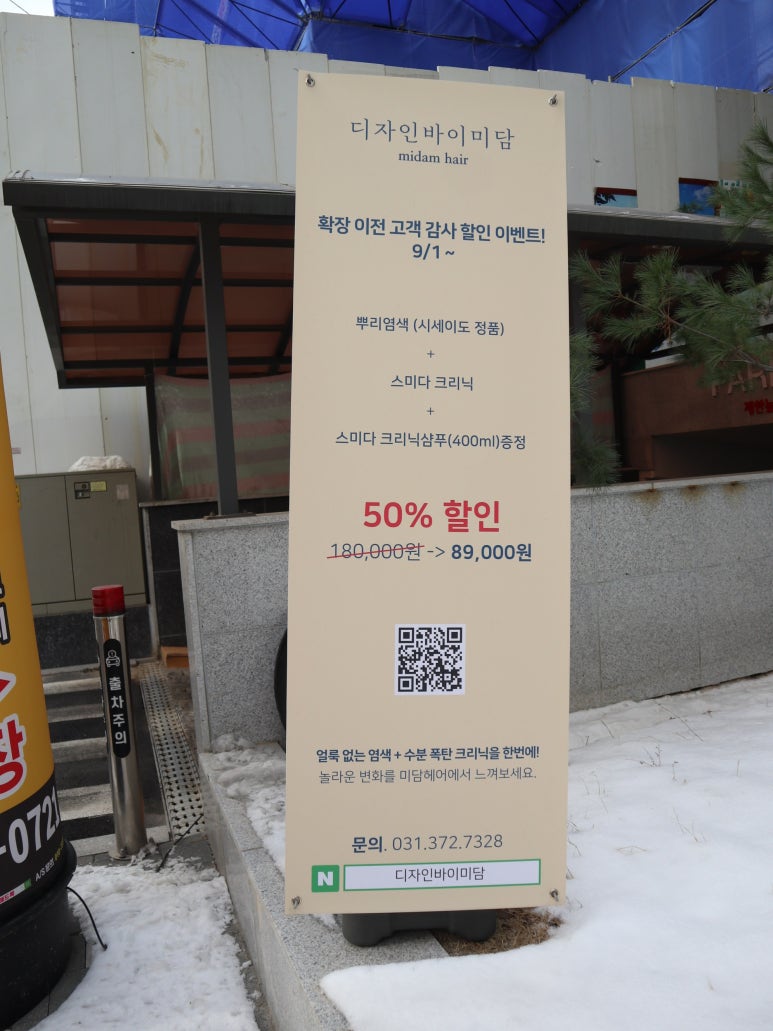 디자인바이미담
midam hair
확장 이전 고객 감사 할인 이벤트!
9/1 ~
뿌리염색 (시세이도 정품)
+
스미다 크리닉
+
스미다 크리닉샴푸(400ml)증정
50% 할인
180,000원 -> 89,000원
얼룩 없는 염색 + 수분 폭탄 크리닉을 한번에!
놀라운 변화를 미담헤어에서 느껴보세요.
문의. 031.372.7328
N 디자인바이미담
출차주의
장
-072
A/S
PAR